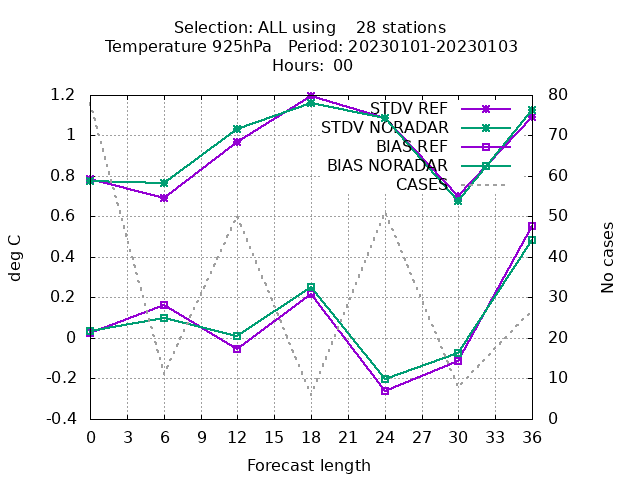 Selection: ALL using    28 stations
Temperature 925hPa   Period: 20230101-20230103
Hours:  00
1.2
1
0.8
0.6
0.4
0.2
0
-0.2
-0.4
80
70
60
50
40
30
20
10
0
deg C
No cases
STDV REF
STDV NORADAR
BIAS REF
BIAS NORADAR
CASES
0 3 6 9 12 15 18 21 24 27 30 33 36
Forecast length